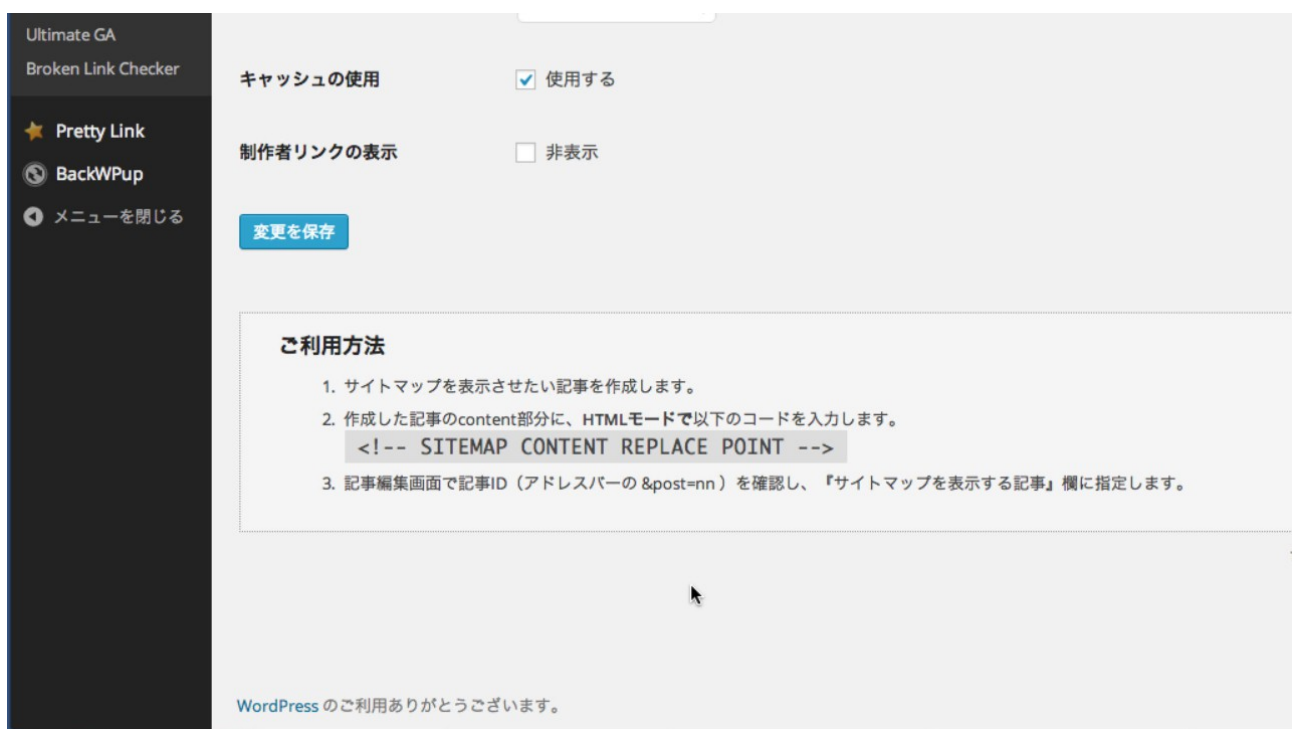 Ultimate GA
Broken Link Checker
Pretty Link
BackWPup
メニューを閉じる
キャッシュの使用
使用する
制作者リンクの表示
非表示
変更を保存
ご利用方法
1. サイトマップを表示させたい記事を作成します。
2. 作成した記事のcontent部分に、HTMLモードで以下のコードを入力します。
<!-- SITEMAP CONTENT REPLACE POINT -->
3. 記事編集画面で記事ID（アドレスバーの &post=nn ）を確認し、『サイトマップを表示する記事』欄に指定します。
WordPress のご利用ありがとうございます。